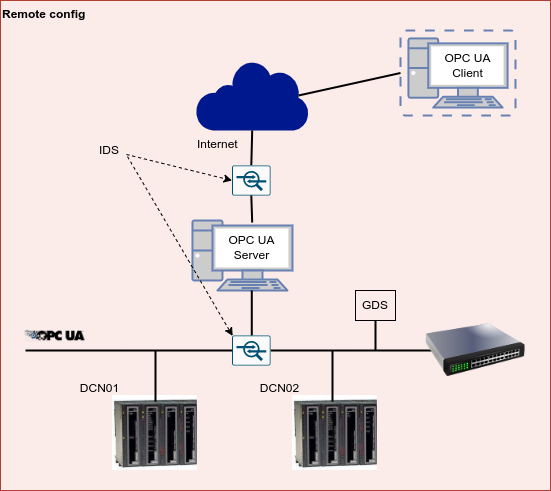 Remote config
OPC UA
Client
Internet
IDS
OPC UA
Server
GDS
OPC UA
DCN01
DCN02